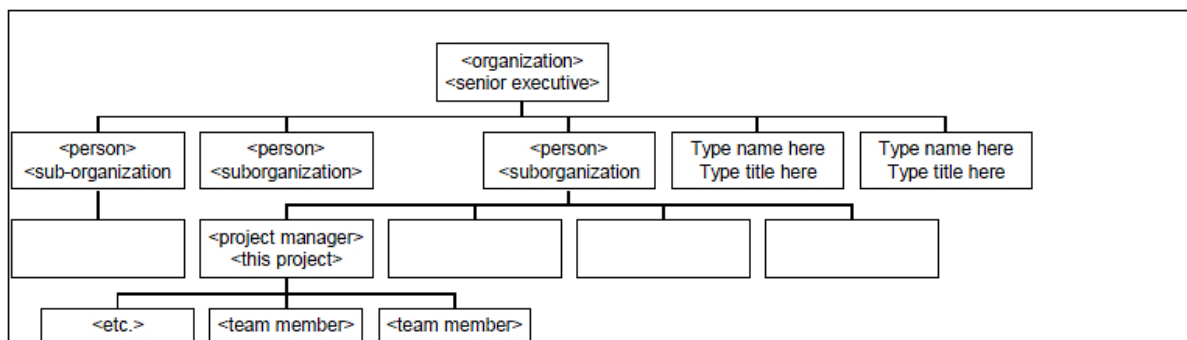 <organization>
<senior executive>
<person>
<sub-organization
<person>
<suborganization>
<person>
<suborganization
Type name here
Type title here
Type name here
Type title here
<project manager>
<this project>
<etc.>
<team member>
<team member>